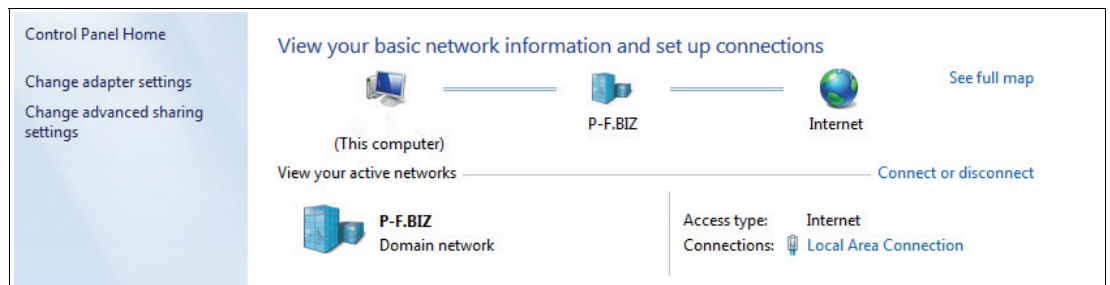 Control Panel Home
View your basic network information and set up connections
Change adapter settings
Change advanced sharing
settings
See full map
P-F.BIZ
Internet
(This computer)
View your active networks
Connect or disconnect
P-F.BIZ
Domain network
Access type: Internet
Connections: Local Area Connection